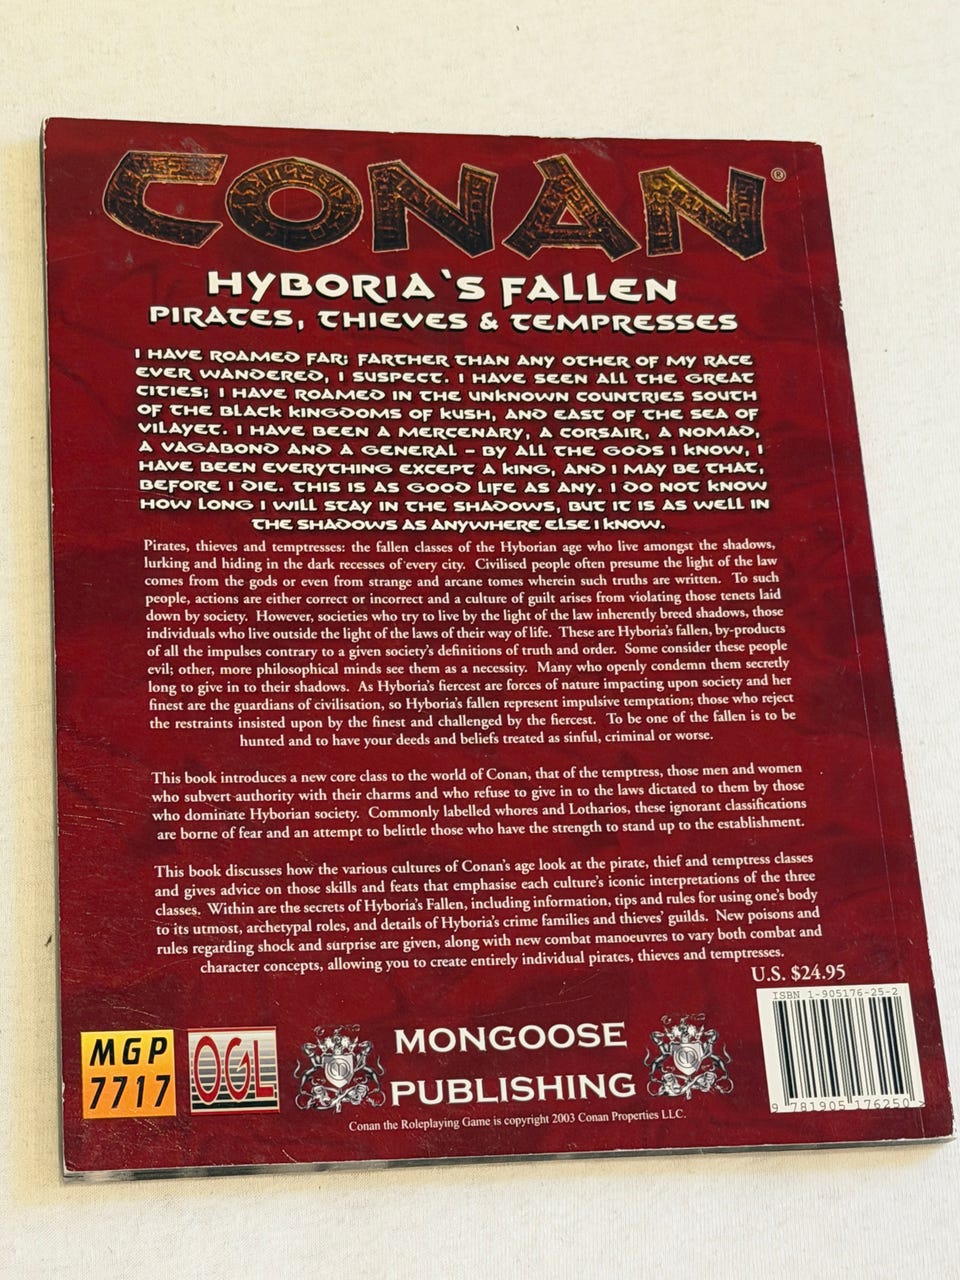 CONAN®
HYBORIA'S FALLEN
PIRATES, THIEVES & TEMPRESSES
I HAVE ROAMED FAR; FARTHER THAN ANY OTHER OF MY RACE
EVER WANDERED, I SUSPECT. I HAVE SEEN ALL THE GREAT
CITIES; I HAVE ROAMED IN THE UNKNOWN COUNTRIES SOUTH
OF THE BLACK KINGDOMS OF KUSH, AND EAST OF THE SEA OF
VILAYET. I HAVE BEEN A MERCENARY, A CORSAIR, A NOMAD,
A VAGABOND AND A GENERAL – BY ALL THE GODS I KNOW, I
HAVE BEEN EVERYTHING EXCEPT A KING, AND I MAY BE THAT,
BEFORE I DIE. THIS IS AS GOOD LIFE AS ANY. I DO NOT KNOW
HOW LONG I WILL STAY IN THE SHADOWS, BUT IT IS AS WELL IN
THE SHADOWS AS ANYWHERE ELSE I KNOW.
Pirates, thieves and temptresses: the fallen classes of the Hyborian age who live amongst the shadows,
lurking and hiding in the dark recesses of every city. Civilised people often presume the light of the law
comes from the gods or even from strange and arcane tomes wherein such truths are written. To such
people, actions are either correct or incorrect and a culture of guilt arises from violating those tenets laid
down by society. However, societies who try to live by the light of the law inherently breed shadows, those
individuals who live outside the light of the laws of their way of life. These are Hyboria's fallen, by-products
of all the impulses contrary to a given society's definitions of truth and order. Some consider these people
evil; other, more philosophical minds see them as a necessity. Many who openly condemn them secretly
long to give in to their shadows. As Hyboria's fiercest are forces of nature impacting upon society and her
finest are the guardians of civilisation, so Hyboria's fallen represent impulsive temptation; those who reject
the restraints insisted upon by the finest and challenged by the fiercest. To be one of the fallen is to be
hunted and to have your deeds and beliefs treated as sinful, criminal or worse.
This book introduces a new core class to the world of Conan, that of the temptress, those men and women
who subvert authority with their charms and who refuse to give in to the laws dictated to them by those
who dominate Hyborian society. Commonly labelled whores and Lotharios, these ignorant classifications
are borne of fear and an attempt to belittle those who have the strength to stand up to the establishment.
This book discusses how the various cultures of Conan's age look at the pirate, thief and temptress classes
and gives advice on those skills and feats that emphasise each culture's iconic interpretations of the three
classes. Within are the secrets of Hyboria's Fallen, including information, tips and rules for using one's body
to its utmost, archetypal roles, and details of Hyboria's crime families and thieves' guilds. New poisons and
rules regarding shock and surprise are given, along with new combat manoeuvres to vary both combat and
character concepts, allowing you to create entirely individual pirates, thieves and temptresses.
U.S. $24.95
ISBN 1-905176-25-2
9 781905 176250 >
MGP
7717
OGL
MONGOOSE
PUBLISHING
Conan the Roleplaying Game is copyright 2003 Conan Properties LLC.